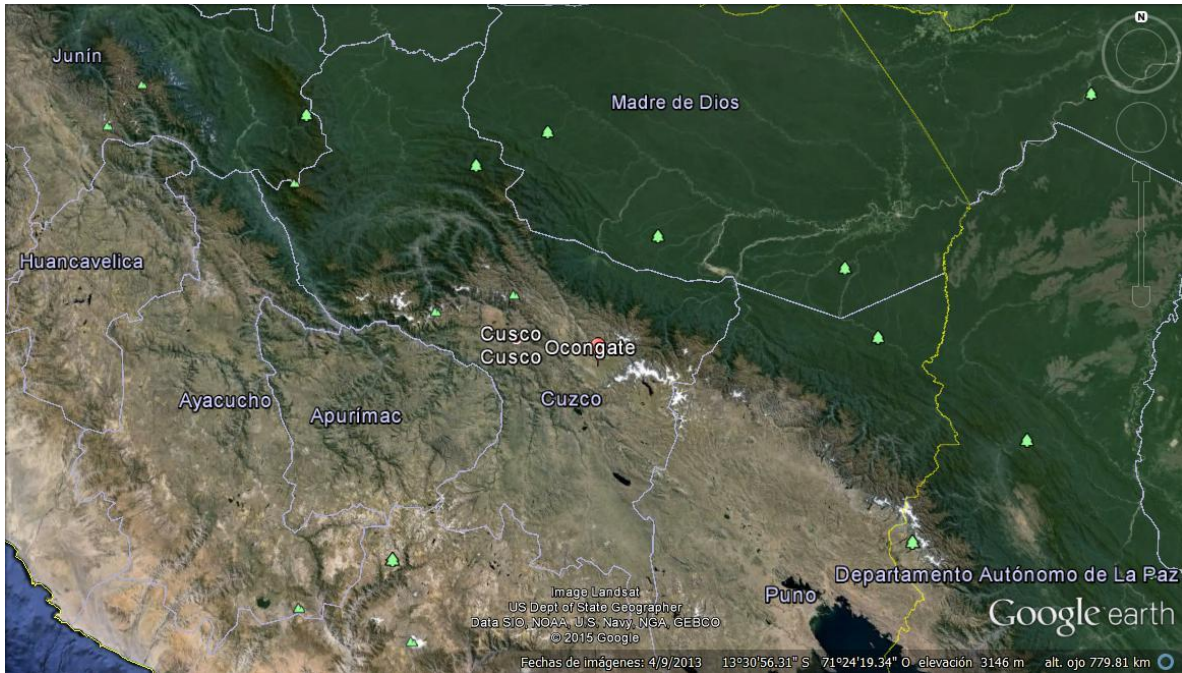 N
Junín
Madre de Dios
Huancavelica
Cusco
Cusco
Ocongate
Ayacucho
Apurímac
Cuzco
Departamento Autónomo de La Paz
Puno
Image Landsat
US Dept of State Geographer
Data SIO, NOAA, U.S. Navy, NGA, GEBCO
© 2015 Google
Google earth
Fechas de imágenes: 4/9/2013 13°30'56.31" S 71°24'19.34" O elevación 3146 m alt. ojo 779.81 km